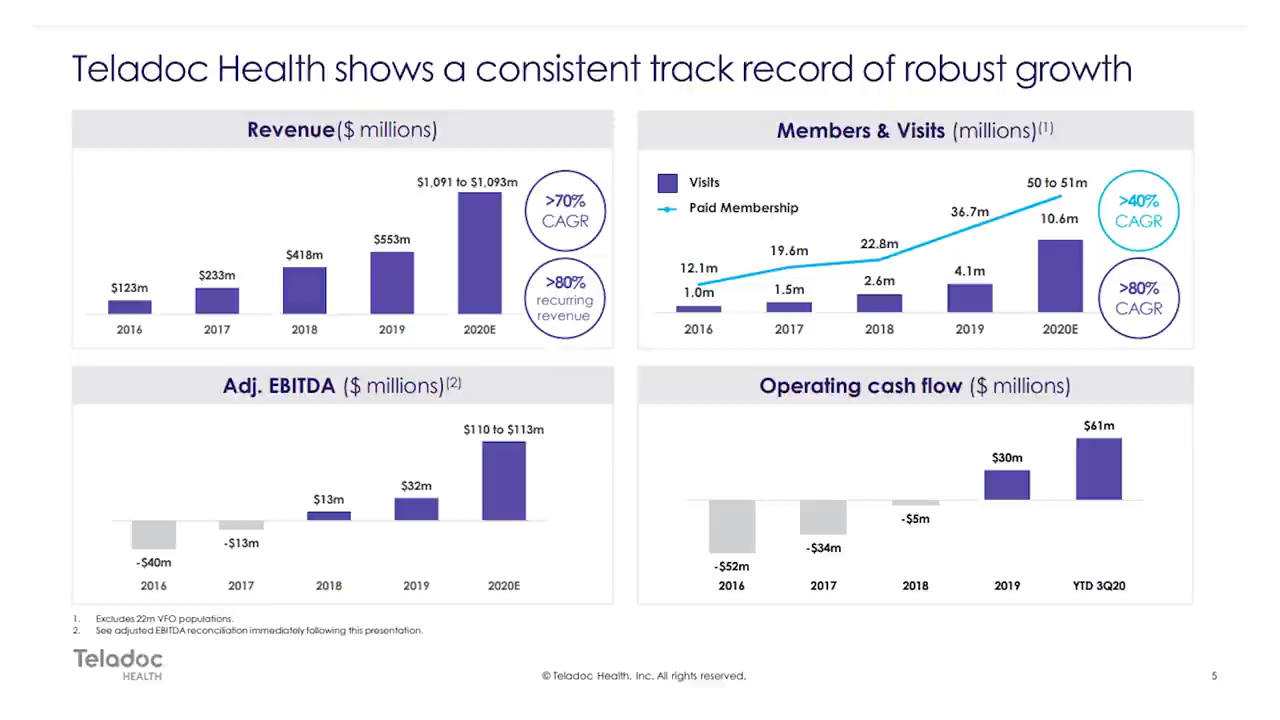 Teladoc Health shows a consistent track record of robust growth
Revenue($ millions)
$123m
$233m
$418m
$553m
$1,091 to $1,093m
2016
2017
2018
2019
2020E
>70%
CAGR
>80%
recurring
revenue
Members & Visits (millions)(1)
Visits
Paid Membership
12.1m
19.6m
22.8m
36.7m
50 to 51m
1.0m
1.5m
2.6m
4.1m
10.6m
2016
2017
2018
2019
2020E
>40%
CAGR
>80%
CAGR
Adj. EBITDA ($ millions)(2)
-$40m
-$13m
$13m
$32m
$110 to $113m
2016
2017
2018
2019
2020E
Operating cash flow ($ millions)
-$52m
-$34m
-$5m
$30m
$61m
2016
2017
2018
2019
YTD 3Q20
1. Excludes 22m VFO populations.
2. See adjusted EBITDA reconciliation immediately following this presentation.
Teladoc
HEALTH
© Teladoc Health, Inc. All rights reserved.
5